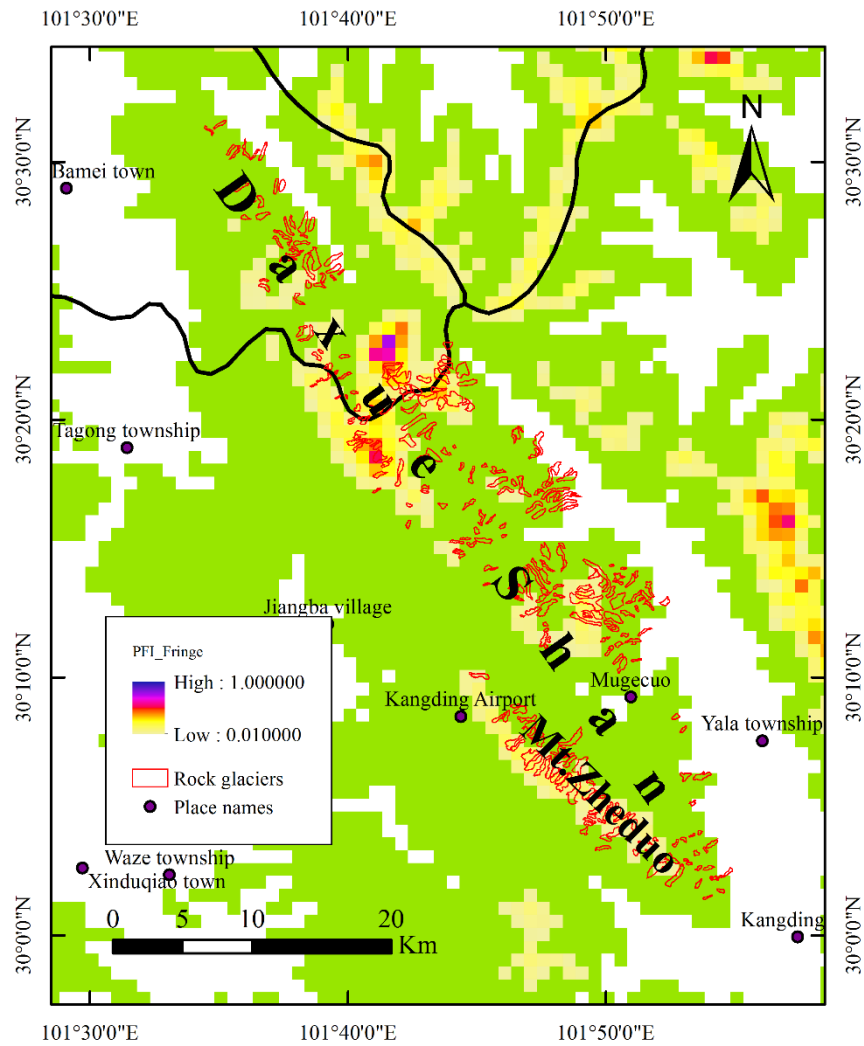 101°30'0"E 101°40'0"E 101°50'0"E
N
30°30'0"N 30°30'0"N
Bamei town
Daxue Shan
30°20'0"N 30°20'0"N
Tagong township
Jiangba village
30°10'0"N 30°10'0"N
Mugecuo
Kangding Airport
Yala township
Mt.Zheduo
PFI_Fringe
High : 1.000000
Low : 0.010000
Rock glaciers
Place names
Waze township
Xinduqiao town
Kangding
30°0'0"N 30°0'0"N
0 5 10 20
Km
101°30'0"E 101°40'0"E 101°50'0"E